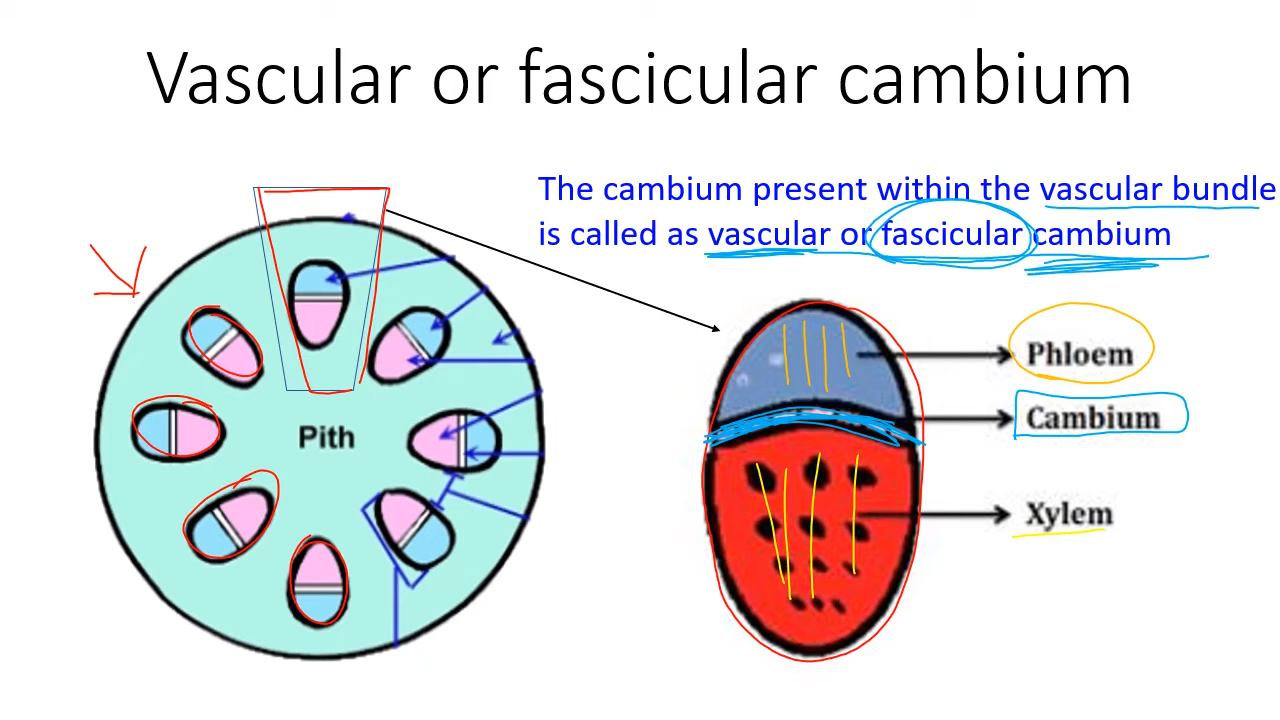 Vascular or fascicular cambium
The cambium present within the vascular bundle
is called as vascular or fascicular cambium
Phloem
Cambium
Pith
Xylem